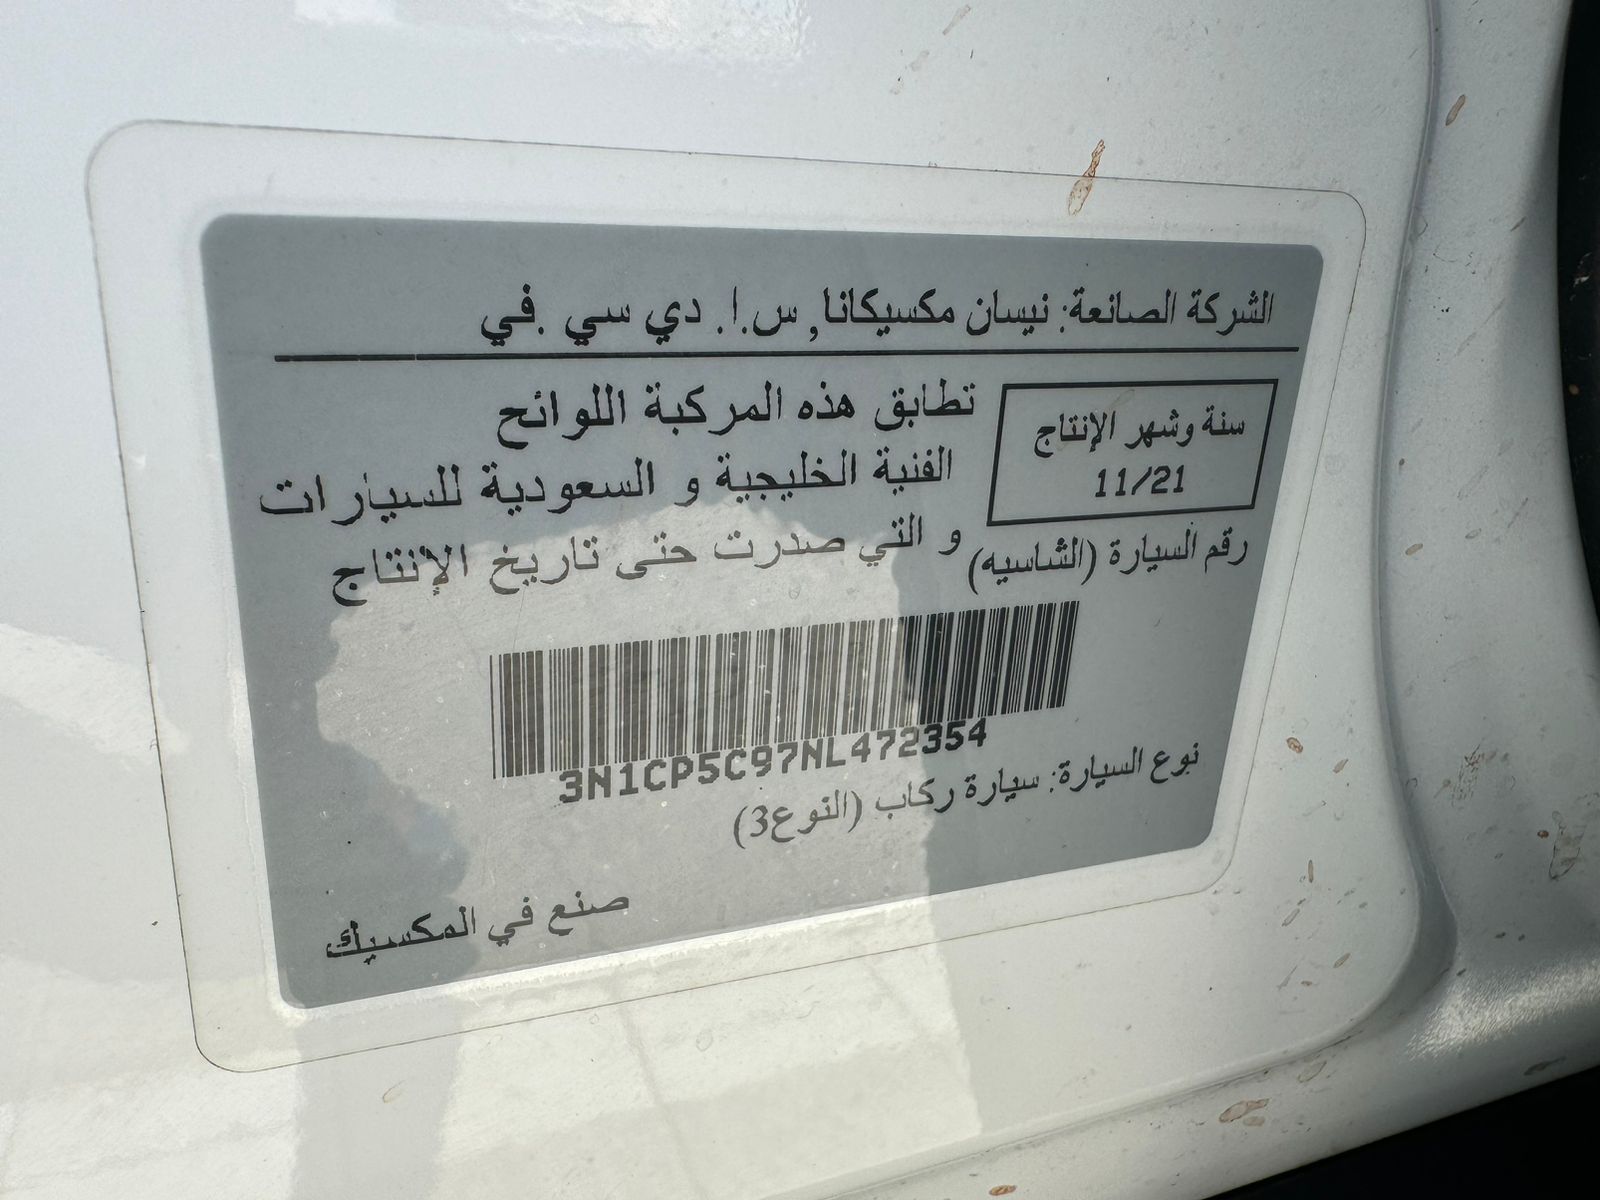 الشركة الصانعة: نيسان مكسيكانا, س.ا. دي سي .في
سنة وشهر الإنتاج
11/21
تطابق هذه المركبة اللوائح
الفنية الخليجية و السعودية للسيارات
و التي صدرت حتى تاريخ الإنتاج
رقم السيارة (الشاسيه)
3N1CP5C97NL472354
نوع السيارة: سيارة ركاب (النوع3)
صنع في المكسيك